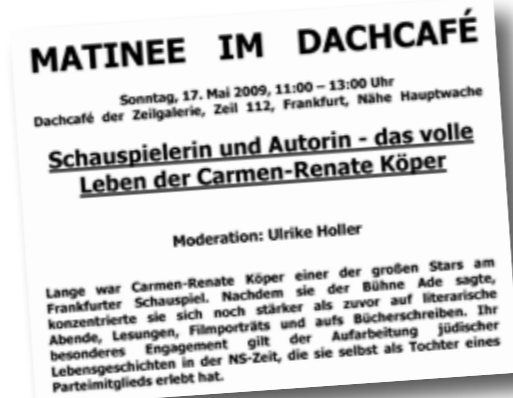 MATINEE IM DACHCAFÉ
Sonntag, 17. Mai 2009, 11:00 – 13:00 Uhr
Dachcafé der Zeilgalerie, Zeil 112, Frankfurt, Nähe Hauptwache
Schauspielerin und Autorin - das volle
Leben der Carmen-Renate Köper
Moderation: Ulrike Holler
Lange war Carmen-Renate Köper einer der großen Stars am
Frankfurter Schauspiel. Nachdem sie der Bühne Ade sagte,
konzentrierte sie sich noch stärker als zuvor auf literarische
Abende, Lesungen, Filmporträts und aufs Bücherschreiben. Ihr
besonderes Engagement gilt der Aufarbeitung jüdischer
Lebensgeschichten in der NS-Zeit, die sie selbst als Tochter eines
Parteimitglieds erlebt hat.